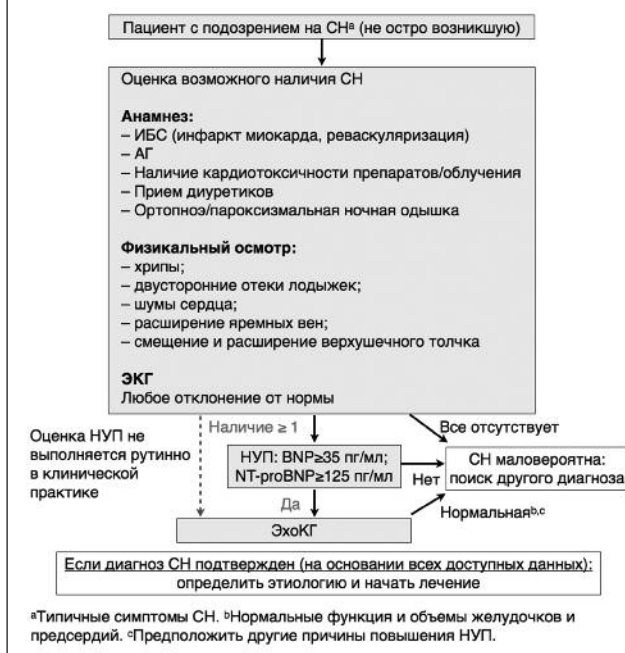 Пациент с подозрением на СНᵃ (не остро возникшую)
Оценка возможного наличия СН
Анамнез:
– ИБС (инфаркт миокарда, реваскуляризация)
– АГ
– Наличие кардиотоксичности препаратов/облучения
– Прием диуретиков
– Ортопноэ/пароксизмальная ночная одышка
Физикальный осмотр:
– хрипы;
– двусторонние отеки лодыжек;
– шумы сердца;
– расширение яремных вен;
– смещение и расширение верхушечного толчка
ЭКГ
Любое отклонение от нормы
Оценка НУП не
выполняется рутинно
в клинической
практике
Наличие ≥ 1
Все отсутствует
НУП: BNP≥35 пг/мл;
NT-proBNP≥125 пг/мл
Нет
СН маловероятна:
поиск другого диагноза
Да
Нормальнаяᵇ,ᶜ
ЭхоКГ
Если диагноз СН подтвержден (на основании всех доступных данных):
определить этиологию и начать лечение
ᵃТипичные симптомы СН. ᵇНормальные функция и объемы желудочков и
предсердий. ᶜПредположить другие причины повышения НУП.